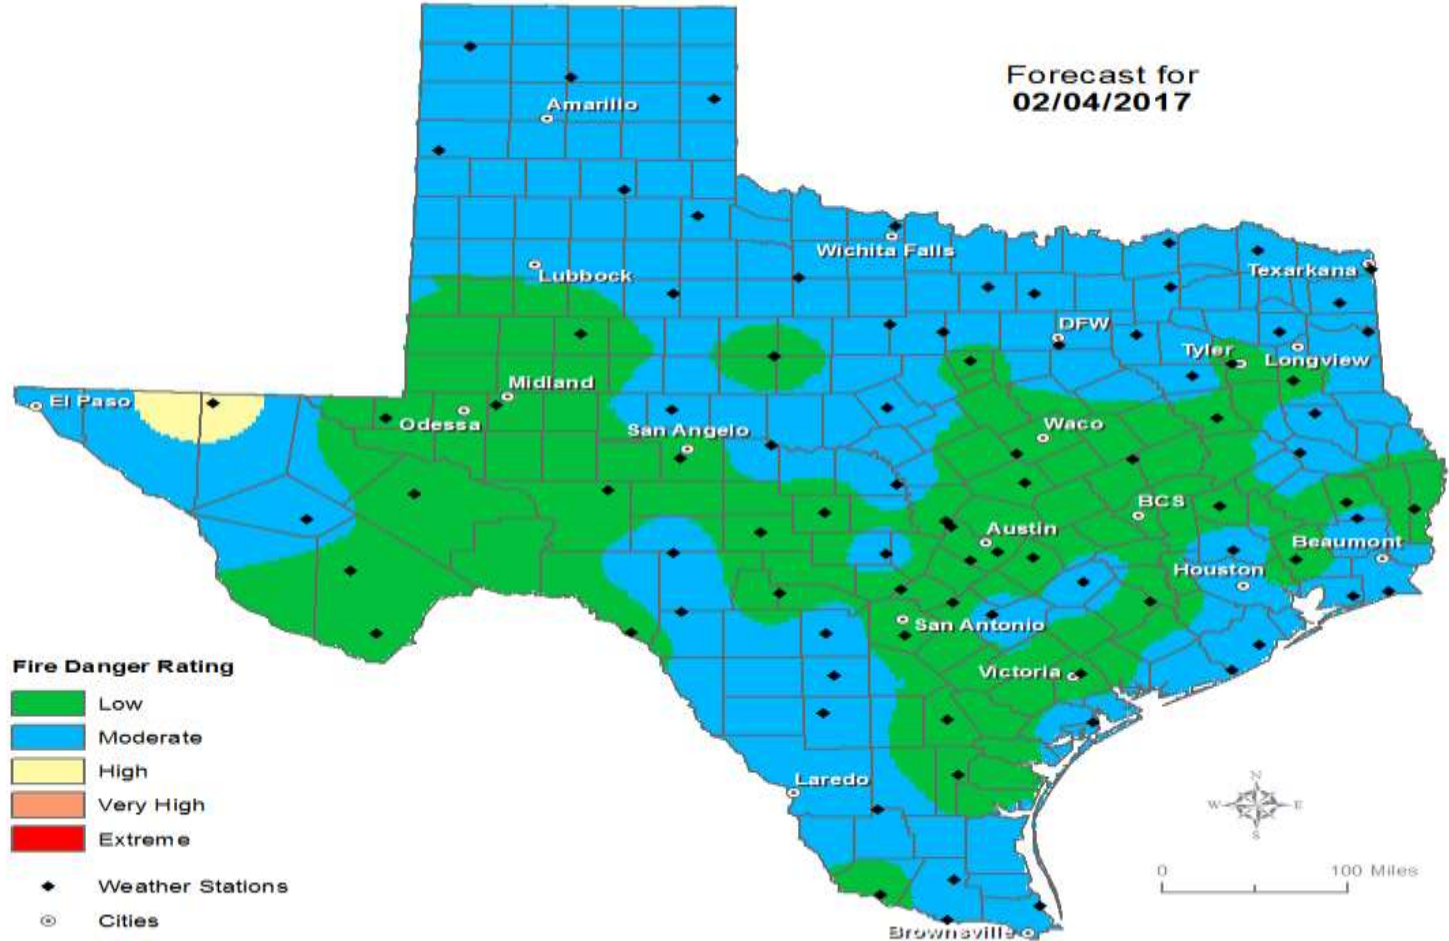 Forecast for
02/04/2017
Amarillo
Wichita Falls
Lubbock
Texarkana
DFW
Tyler
Longview
Midland
El Paso
Odessa
San Angelo
Waco
BCS
Austin
Beaumont
Houston
San Antonio
Victoria
Laredo
Brownsville
Fire Danger Rating
Low
Moderate
High
Very High
Extreme
Weather Stations
Cities
N
W E
S
0 100 Miles